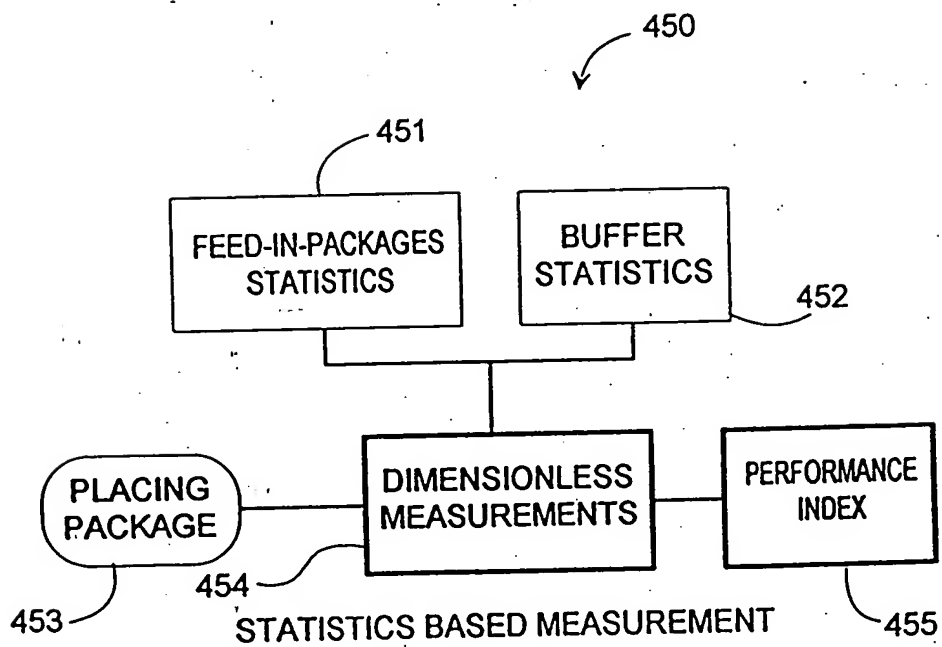 450
451
FEED-IN-PACKAGES
STATISTICS
BUFFER
STATISTICS
452
PLACING
PACKAGE
DIMENSIONLESS
MEASUREMENTS
PERFORMANCE
INDEX
453
454
455
STATISTICS BASED MEASUREMENT